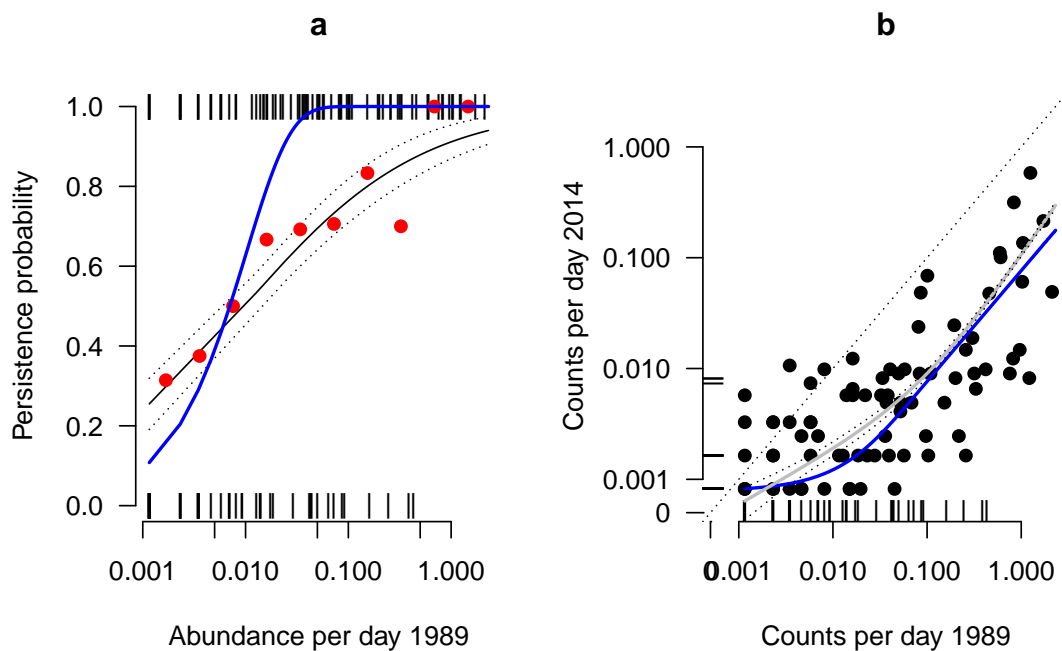 a
Persistence probability
1.0
0.8
0.6
0.4
0.2
0.0
0.001 0.010 0.100 1.000
Abundance per day 1989
b
Counts per day 2014
1.000
0.100
0.010
0.001
0
0 0.001 0.010 0.100 1.000
Counts per day 1989